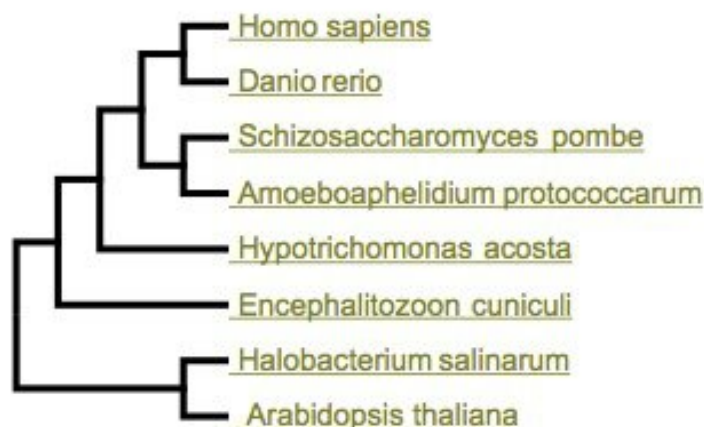 Homo sapiens
Danio rerio
Schizosaccharomyces pombe
Amoeboaphelidium protococcarum
Hypotrichomonas acosta
Encephalitozoon cuniculi
Halobacterium salinarum
Arabidopsis thaliana